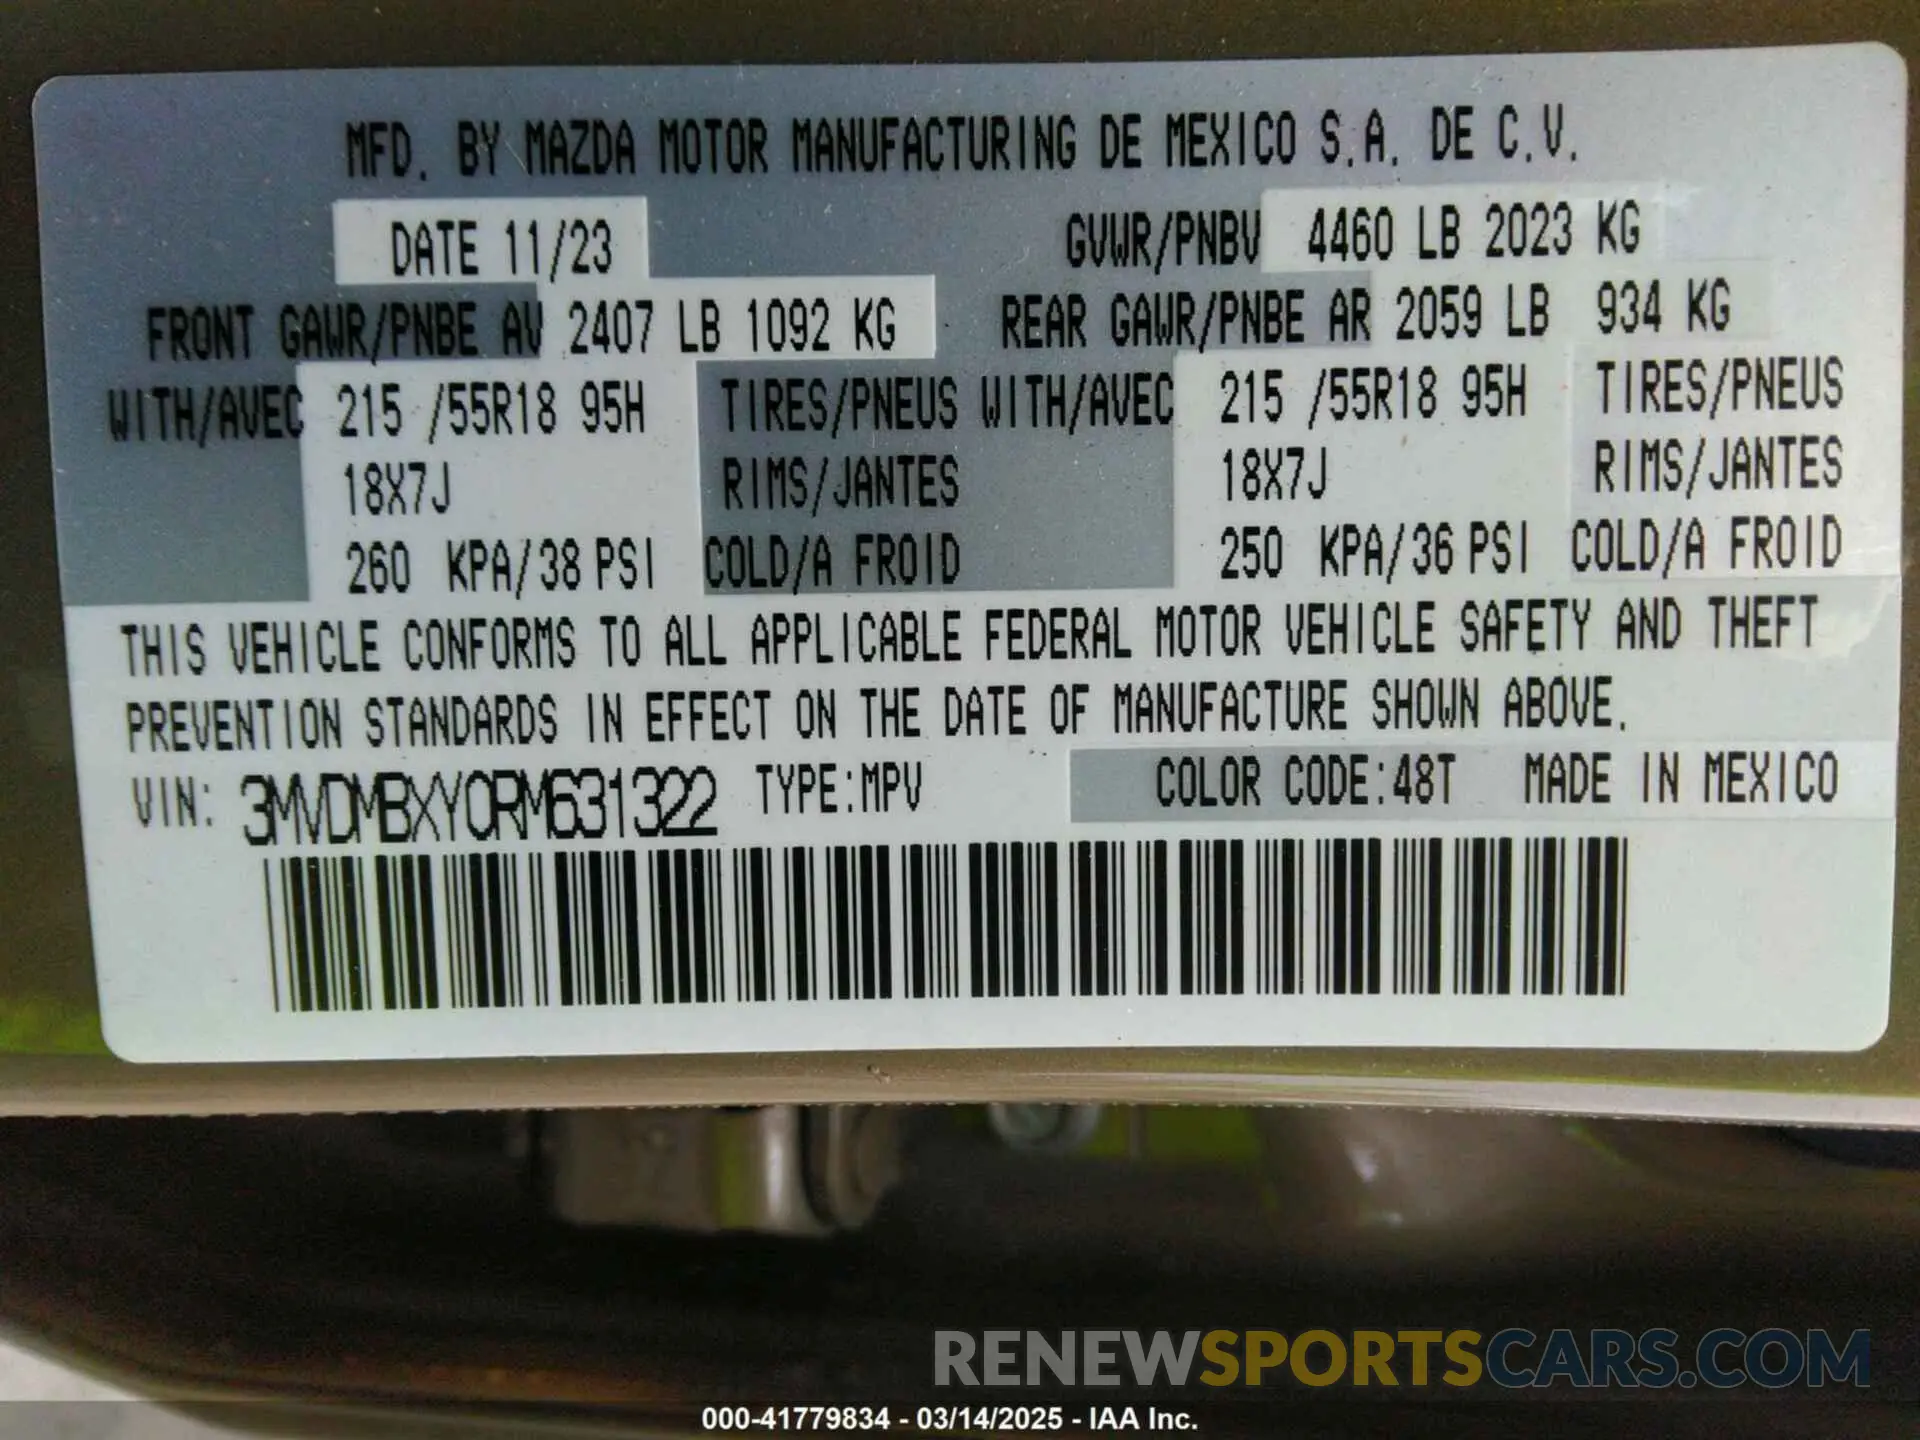 MFD. BY MAZDA MOTOR MANUFACTURING DE MEXICO S.A. DE C.V.
DATE 11/23 GVWR/PNBV 4460 LB 2023 KG
FRONT GAWR/PNBE AV 2407 LB 1092 KG REAR GAWR/PNBE AR 2059 LB 934 KG
WITH/AVEC 215 /55R18 95H TIRES/PNEUS WITH/AVEC 215 /55R18 95H TIRES/PNEUS
18X7J RIMS/JANTES 18X7J RIMS/JANTES
260 KPA/38 PSI COLD/A FROID 250 KPA/36 PSI COLD/A FROID
THIS VEHICLE CONFORMS TO ALL APPLICABLE FEDERAL MOTOR VEHICLE SAFETY AND THEFT
PREVENTION STANDARDS IN EFFECT ON THE DATE OF MANUFACTURE SHOWN ABOVE.
VIN: 3MVDMBXY0RM631322 TYPE:MPV COLOR CODE:48T MADE IN MEXICO
RENEWSPORTSCARS.COM
000-41779834 - 03/14/2025 - IAA Inc.